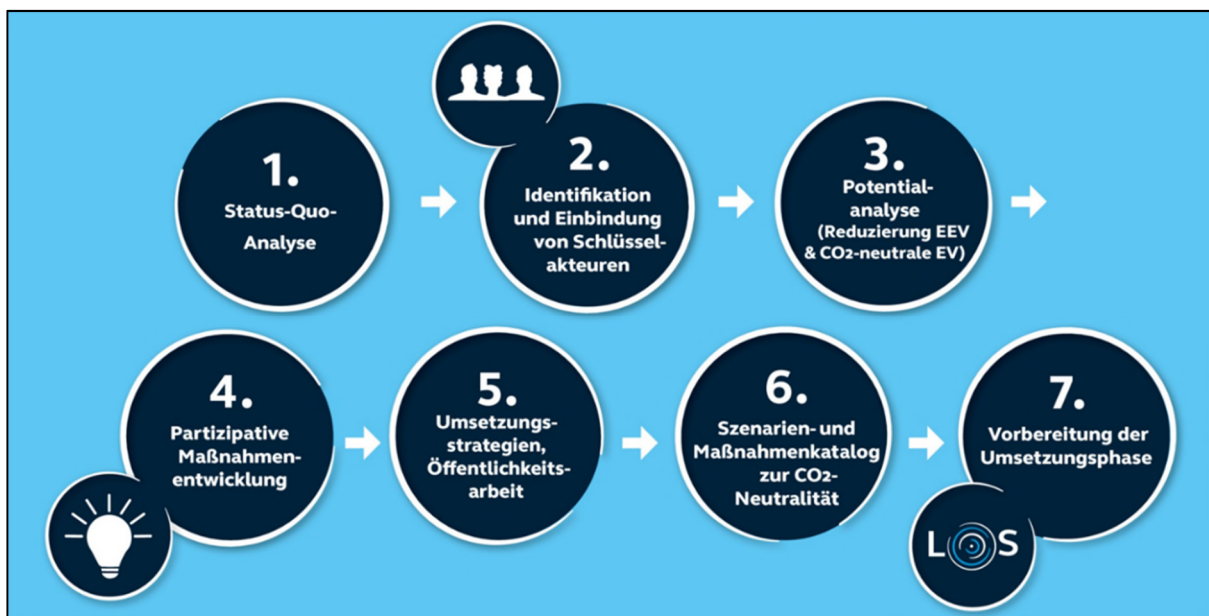 1.
Status-Quo-
Analyse
2.
Identifikation
und Einbindung
von Schlüssel-
akteuren
3.
Potential-
analyse
(Reduzierung EEV
& CO2-neutrale EV)
4.
Partizipative
Maßnahmen-
entwicklung
5.
Umsetzungs-
strategien,
Öffentlichkeits-
arbeit
6.
Szenarien- und
Maßnahmenkatalog
zur CO2-
Neutralität
7.
Vorbereitung der
Umsetzungsphase
LOS